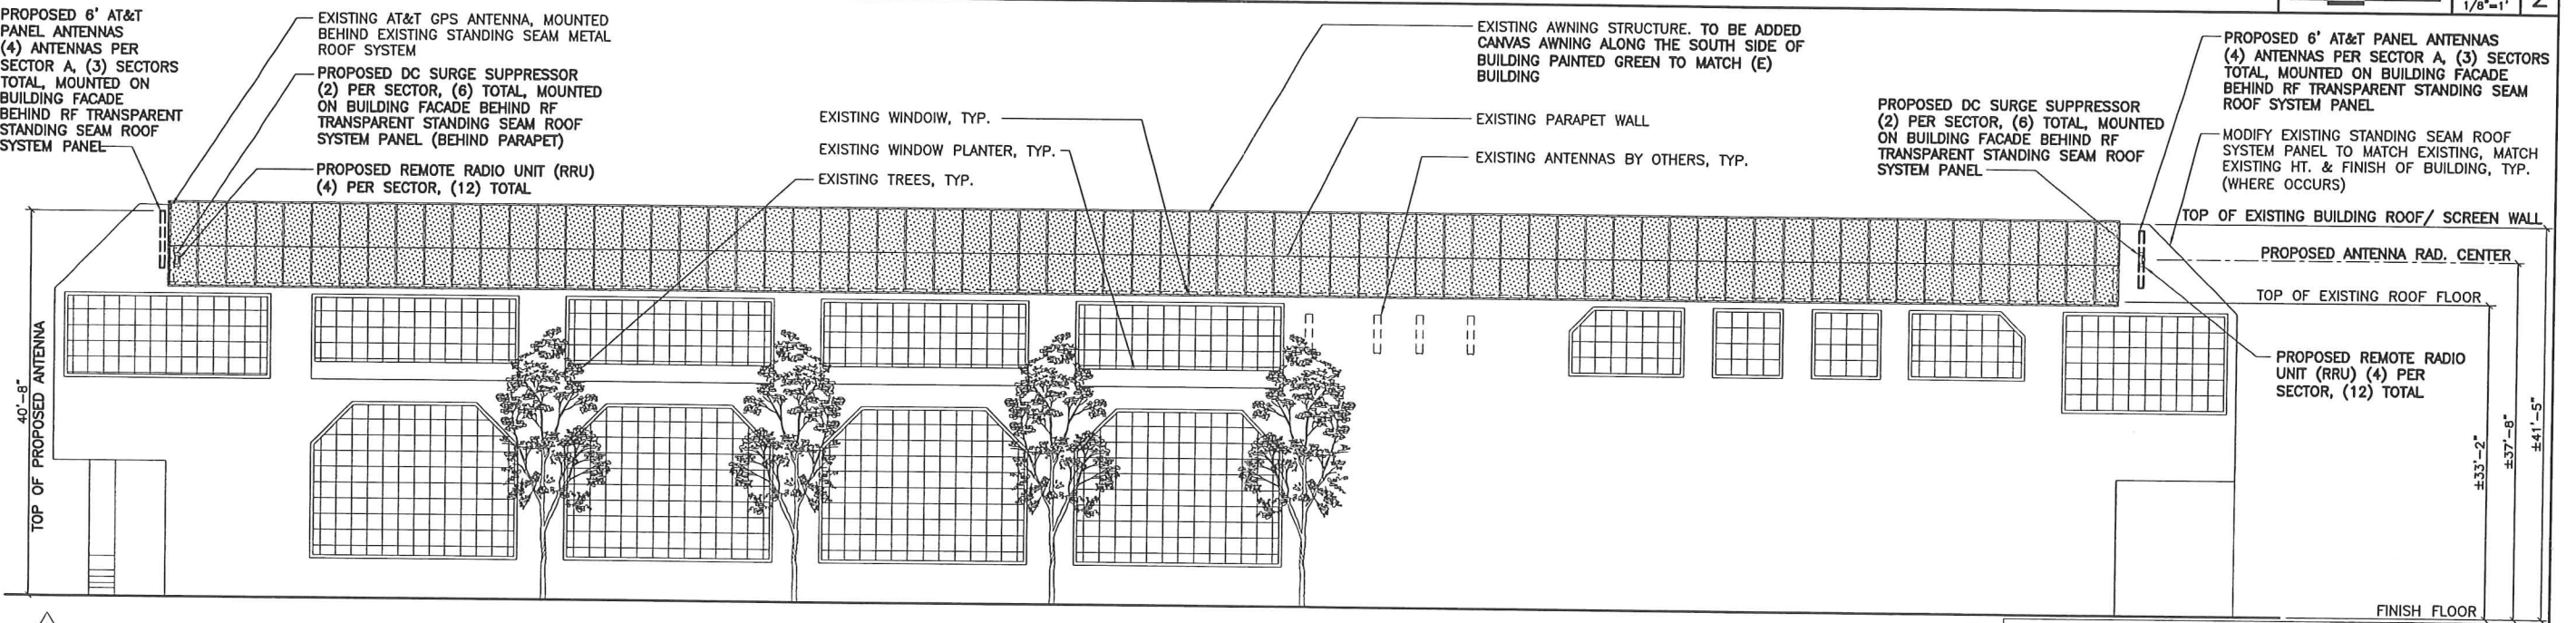 PROPOSED 6' AT&T
PANEL ANTENNAS
(4) ANTENNAS PER
SECTOR A, (3) SECTORS
TOTAL, MOUNTED ON
BUILDING FACADE
BEHIND RF TRANSPARENT
STANDING SEAM ROOF
SYSTEM PANEL
EXISTING AT&T GPS ANTENNA, MOUNTED
BEHIND EXISTING STANDING SEAM METAL
ROOF SYSTEM
PROPOSED DC SURGE SUPPRESSOR
(2) PER SECTOR, (6) TOTAL, MOUNTED
ON BUILDING FACADE BEHIND RF
TRANSPARENT STANDING SEAM ROOF
SYSTEM PANEL (BEHIND PARAPET)
PROPOSED REMOTE RADIO UNIT (RRU)
(4) PER SECTOR, (12) TOTAL
EXISTING WINDOIW, TYP.
EXISTING WINDOW PLANTER, TYP.
EXISTING TREES, TYP.
EXISTING AWNING STRUCTURE. TO BE ADDED
CANVAS AWNING ALONG THE SOUTH SIDE OF
BUILDING PAINTED GREEN TO MATCH (E)
BUILDING
EXISTING PARAPET WALL
EXISTING ANTENNAS BY OTHERS, TYP.
PROPOSED DC SURGE SUPPRESSOR
(2) PER SECTOR, (6) TOTAL, MOUNTED
ON BUILDING FACADE BEHIND RF
TRANSPARENT STANDING SEAM ROOF
SYSTEM PANEL
1/8"=1'
2
PROPOSED 6' AT&T PANEL ANTENNAS
(4) ANTENNAS PER SECTOR A, (3) SECTORS
TOTAL, MOUNTED ON BUILDING FACADE
BEHIND RF TRANSPARENT STANDING SEAM
ROOF SYSTEM PANEL
MODIFY EXISTING STANDING SEAM ROOF
SYSTEM PANEL TO MATCH EXISTING, MATCH
EXISTING HT. & FINISH OF BUILDING, TYP.
(WHERE OCCURS)
TOP OF EXISTING BUILDING ROOF/ SCREEN WALL
PROPOSED ANTENNA RAD. CENTER
TOP OF EXISTING ROOF FLOOR
PROPOSED REMOTE RADIO
UNIT (RRU) (4) PER
SECTOR, (12) TOTAL
40'-8"
TOP OF PROPOSED ANTENNA
±33'-2"
±37'-8"
±41'-5"
FINISH FLOOR